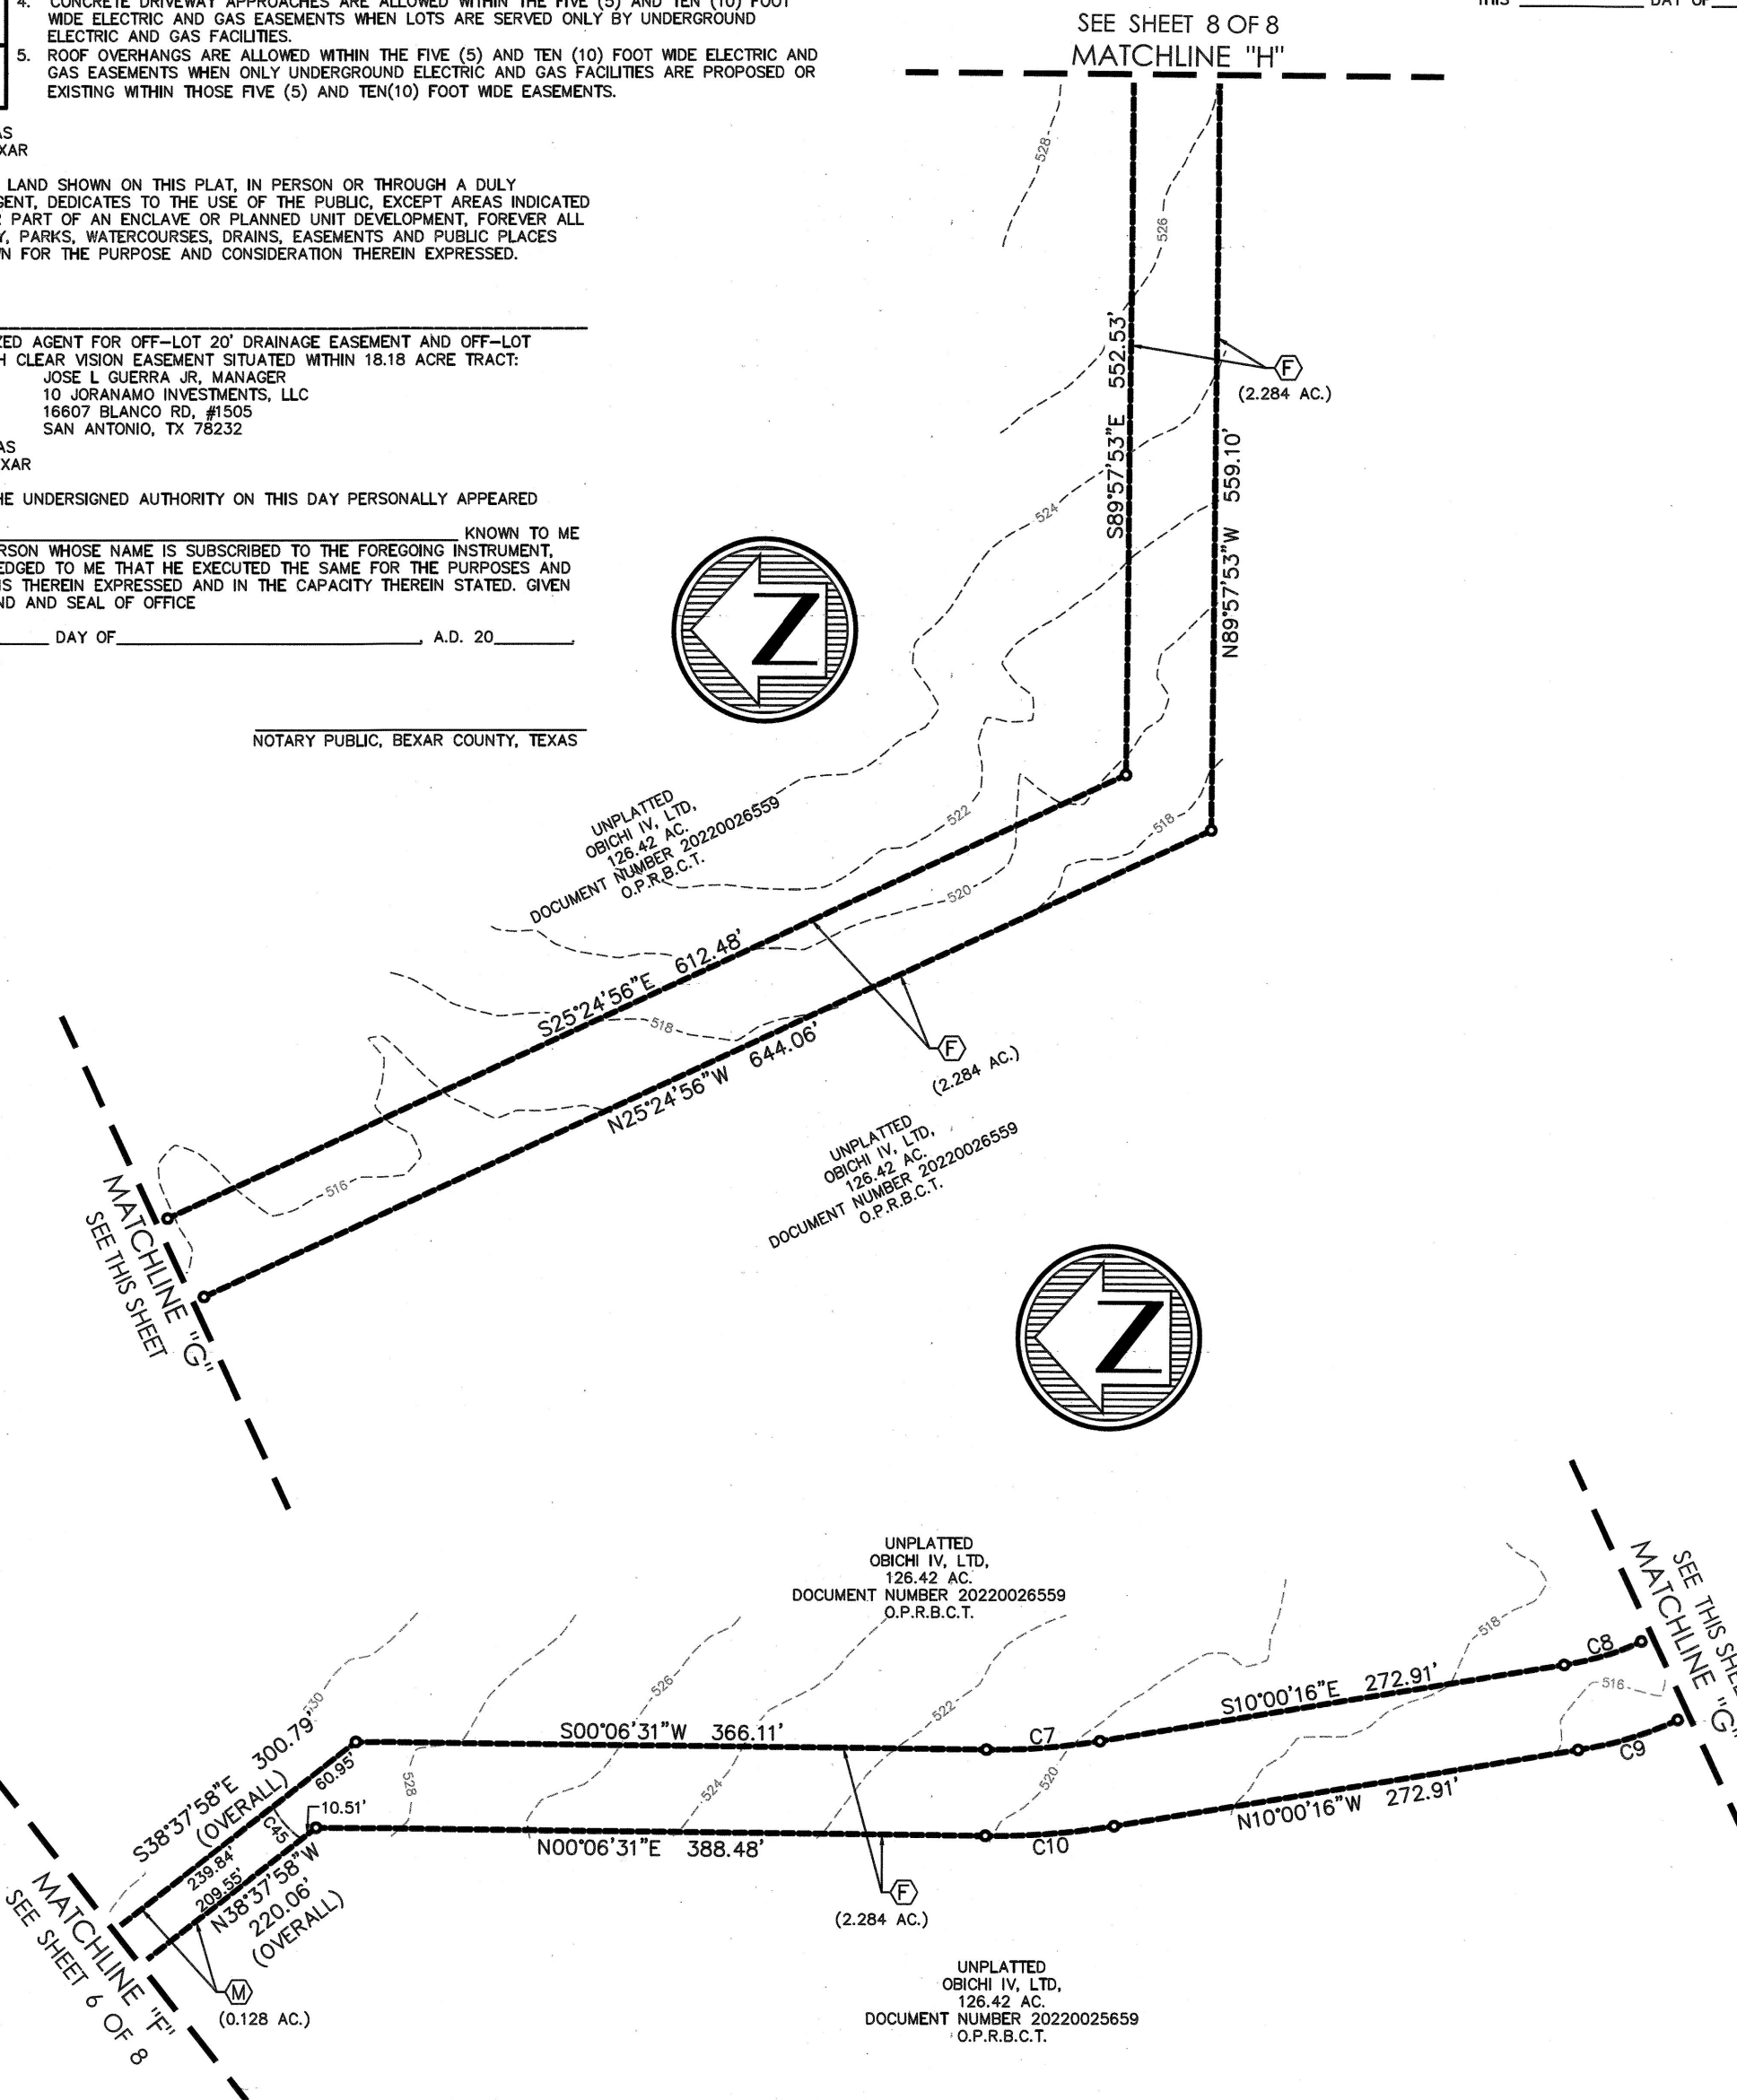 4. CONCRETE DRIVEWAY APPROACHES ARE ALLOWED WITHIN THE FIVE (5) AND TEN (10) FOOT
WIDE ELECTRIC AND GAS EASEMENTS WHEN LOTS ARE SERVED ONLY BY UNDERGROUND
ELECTRIC AND GAS FACILITIES.
5. ROOF OVERHANGS ARE ALLOWED WITHIN THE FIVE (5) AND TEN (10) FOOT WIDE ELECTRIC AND
GAS EASEMENTS WHEN ONLY UNDERGROUND ELECTRIC AND GAS FACILITIES ARE PROPOSED OR
EXISTING WITHIN THOSE FIVE (5) AND TEN(10) FOOT WIDE EASEMENTS.
AS
XAR
LAND SHOWN ON THIS PLAT, IN PERSON OR THROUGH A DULY
GENT, DEDICATES TO THE USE OF THE PUBLIC, EXCEPT AREAS INDICATED
PART OF AN ENCLAVE OR PLANNED UNIT DEVELOPMENT, FOREVER ALL
Y, PARKS, WATERCOURSES, DRAINS, EASEMENTS AND PUBLIC PLACES
N FOR THE PURPOSE AND CONSIDERATION THEREIN EXPRESSED.
ZED AGENT FOR OFF-LOT 20' DRAINAGE EASEMENT AND OFF-LOT
H CLEAR VISION EASEMENT SITUATED WITHIN 18.18 ACRE TRACT:
JOSE L GUERRA JR, MANAGER
10 JORANAMO INVESTMENTS, LLC
16607 BLANCO RD, #1505
SAN ANTONIO, TX 78232
AS
XAR
HE UNDERSIGNED AUTHORITY ON THIS DAY PERSONALLY APPEARED
KNOWN TO ME
RSON WHOSE NAME IS SUBSCRIBED TO THE FOREGOING INSTRUMENT,
EDGED TO ME THAT HE EXECUTED THE SAME FOR THE PURPOSES AND
IS THEREIN EXPRESSED AND IN THE CAPACITY THEREIN STATED. GIVEN
ND AND SEAL OF OFFICE
DAY OF , A.D. 20 .
NOTARY PUBLIC, BEXAR COUNTY, TEXAS
THIS DAY OF
SEE SHEET 8 OF 8
MATCHLINE "H"
528
526
S89°57'53"E 552.53'
N89°57'53"W 559.10'
F
(2.284 AC.)
524
N
UNPLATTED
OBICHI IV, LTD,
126.42 AC.
DOCUMENT NUMBER 20220026559
O.P.R.B.C.T.
522
518
520
S25°24'56"E 612.48'
518
N25°24'56"W 644.06'
F
(2.284 AC.)
516
UNPLATTED
OBICHI IV, LTD,
126.42 AC.
DOCUMENT NUMBER 20220026559
O.P.R.B.C.T.
MATCHLINE "G"
SEE THIS SHEET
N
UNPLATTED
OBICHI IV, LTD,
126.42 AC.
DOCUMENT NUMBER 20220026559
O.P.R.B.C.T.
SEE THIS SHE
MATCHLINE "G"
518
C8
516
C9
S10°00'16"E 272.91'
N10°00'16"W 272.91'
530
526
522
528
524
520
S00°06'31"W 366.11'
C7
C10
N00°06'31"E 388.48'
S38°37'58"E 300.79'
(OVERALL)
60.95'
10.51'
C45
239.84'
209.55'
N38°37'58"W
220.06'
(OVERALL)
F
(2.284 AC.)
M
(0.128 AC.)
MATCHLINE "F"
SEE SHEET 6 OF 8
UNPLATTED
OBICHI IV, LTD,
126.42 AC.
DOCUMENT NUMBER 20220025659
O.P.R.B.C.T.